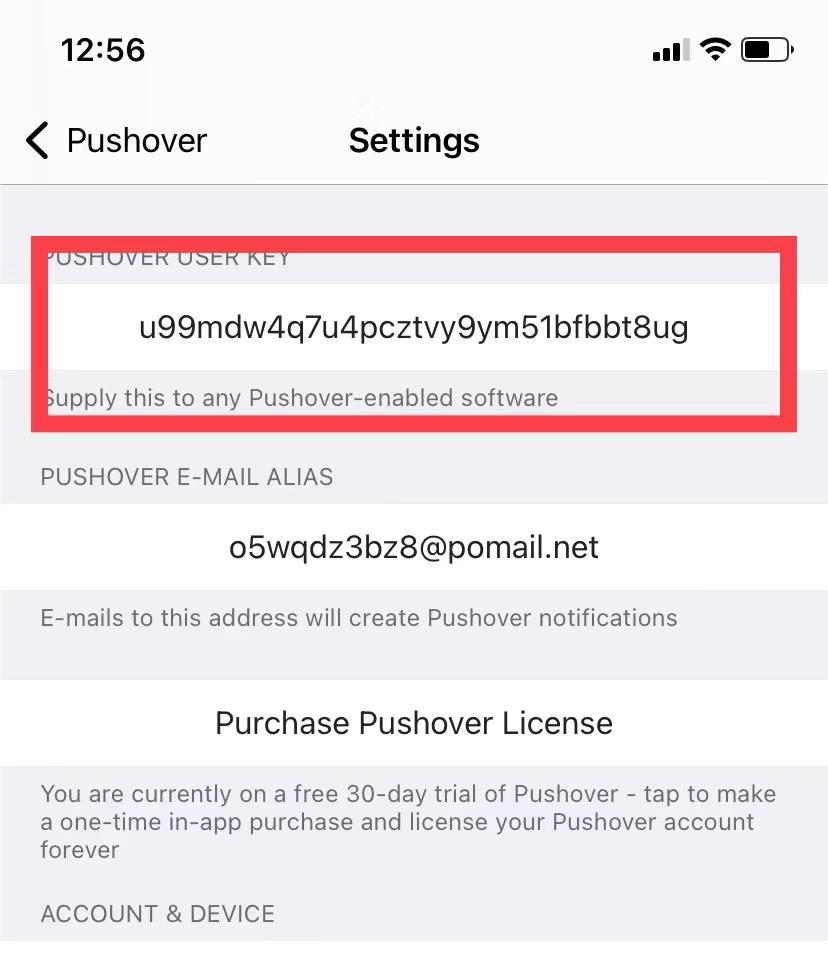 12:56
Pushover
Settings
PUSHOVER USER KEY
u99mdw4q7u4pcztvy9ym51bfbbt8ug
Supply this to any Pushover-enabled software
PUSHOVER E-MAIL ALIAS
o5wqdz3bz8@pomail.net
E-mails to this address will create Pushover notifications
Purchase Pushover License
You are currently on a free 30-day trial of Pushover - tap to make
a one-time in-app purchase and license your Pushover account
forever
ACCOUNT & DEVICE